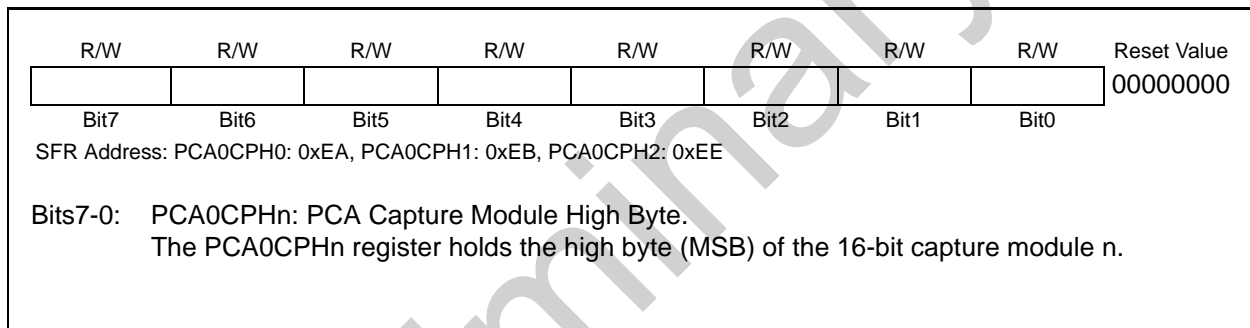 R/W R/W R/W R/W R/W R/W R/W R/W Reset Value
00000000
Bit7 Bit6 Bit5 Bit4 Bit3 Bit2 Bit1 Bit0
SFR Address: PCA0CPH0: 0xEA, PCA0CPH1: 0xEB, PCA0CPH2: 0xEE
Bits7-0: PCA0CPHn: PCA Capture Module High Byte.
The PCA0CPHn register holds the high byte (MSB) of the 16-bit capture module n.